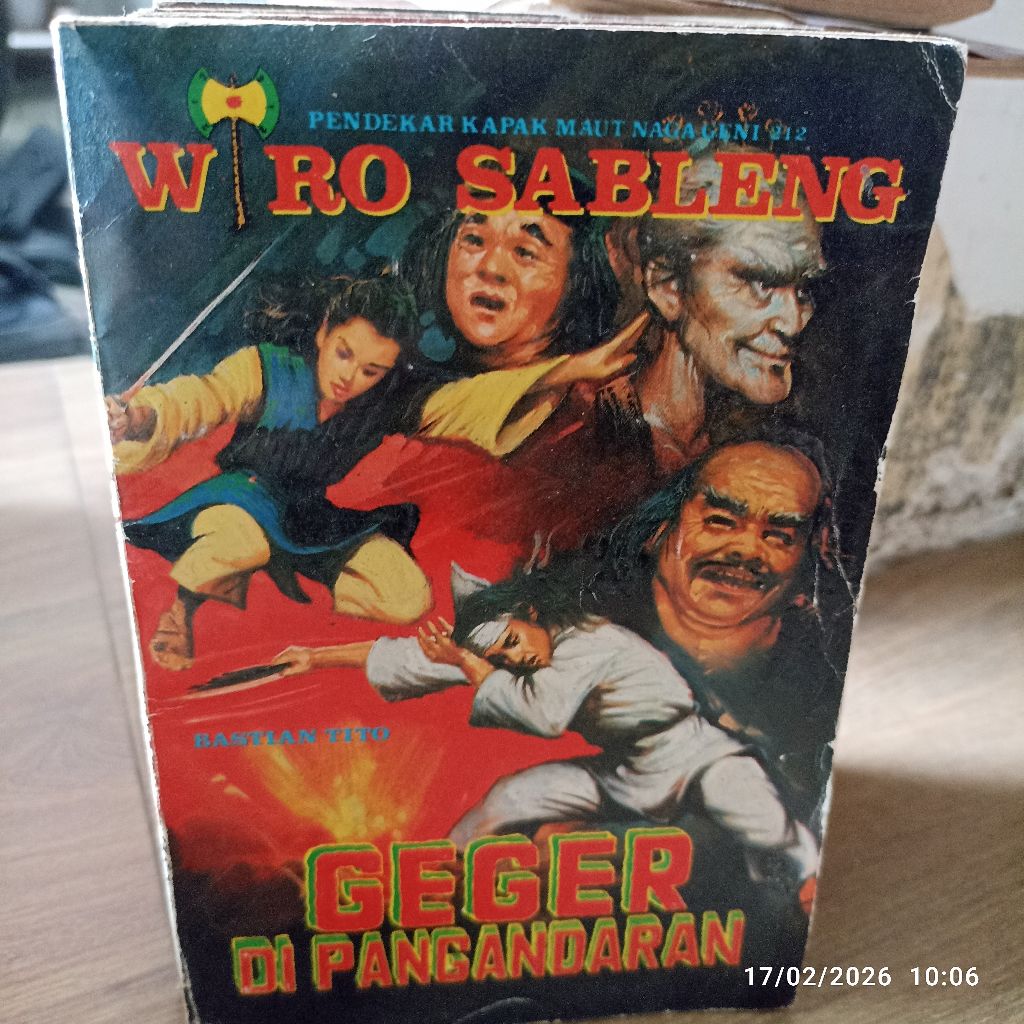 PENDEKAR KAPAK MAUT NAGA GENI 212
WIRO SABLENG
BASTIAN TITO
GEGER
DI PANGANDARAN
17/02/2026 10:06